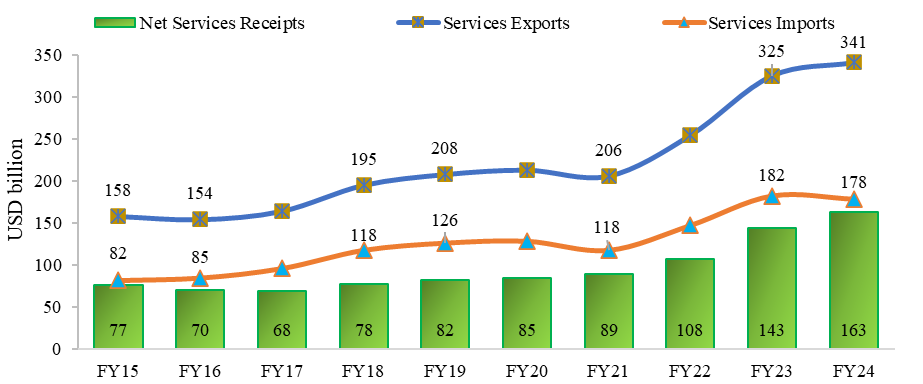 Net Services Receipts Services Exports Services Imports
USD billion
350
300
250
200
150
100
50
0
158 154 195 208 206 325 341
82 85 118 126 118 182 178
77 70 68 78 82 85 89 108 143 163
FY15 FY16 FY17 FY18 FY19 FY20 FY21 FY22 FY23 FY24